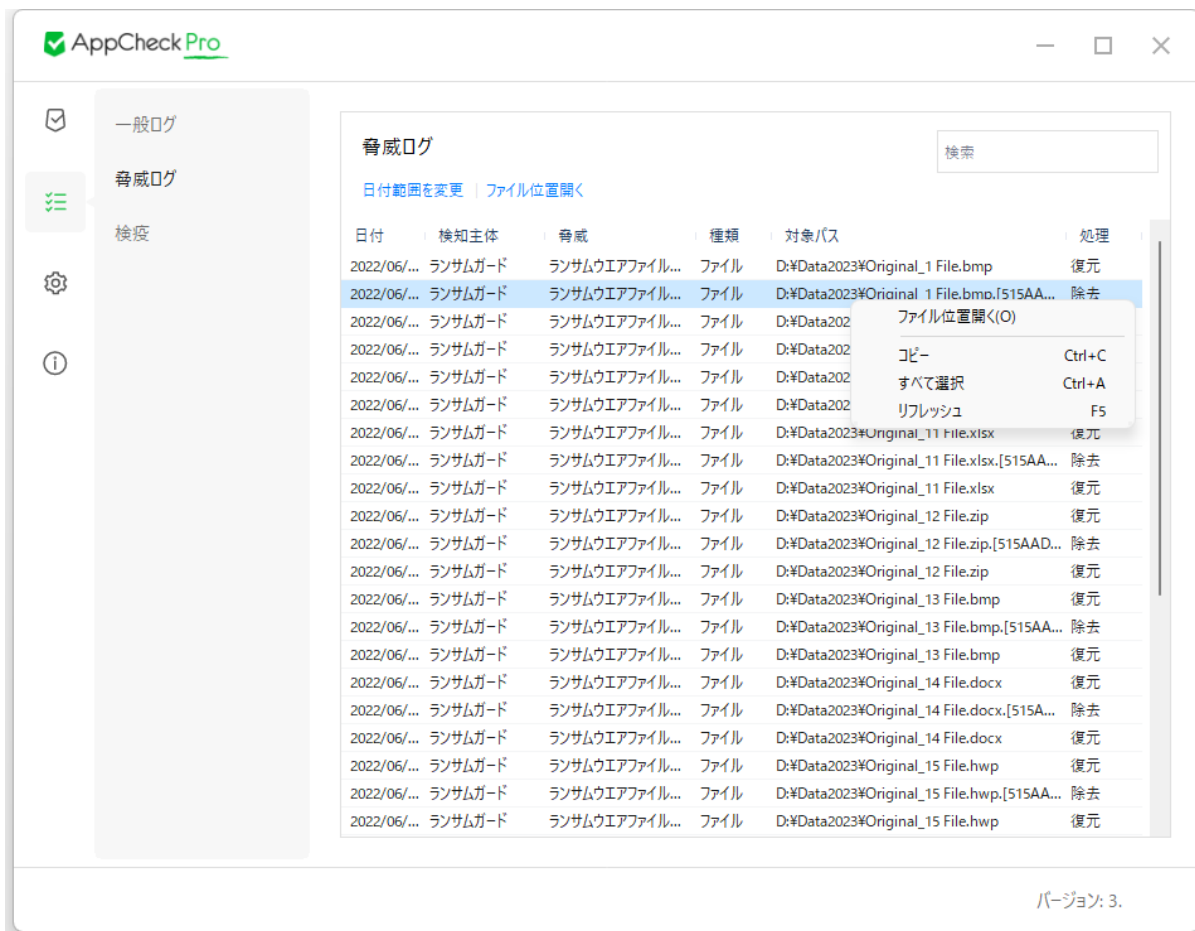 AppCheck Pro
一般ログ
脅威ログ
検疫
脅威ログ
検索
日付範囲を変更 ファイル位置開く
日付 検知主体 脅威 種類 対象パス 処理
2022/06/... ランサムガード ランサムウエアファイル... ファイル D:¥Data2023¥Original_1 File.bmp 復元
2022/06/... ランサムガード ランサムウエアファイル... ファイル D:¥Data2023¥Original_1 File.bmp.[515AA... 除去
2022/06/... ランサムガード ランサムウエアファイル... ファイル D:¥Data202
2022/06/... ランサムガード ランサムウエアファイル... ファイル D:¥Data202
2022/06/... ランサムガード ランサムウエアファイル... ファイル D:¥Data202
2022/06/... ランサムガード ランサムウエアファイル... ファイル D:¥Data202
ファイル位置開く(O)
コピー Ctrl+C
すべて選択 Ctrl+A
リフレッシュ F5
2022/06/... ランサムガード ランサムウエアファイル... ファイル D:¥Data2023¥Original_11 File.xlsx 復元
2022/06/... ランサムガード ランサムウエアファイル... ファイル D:¥Data2023¥Original_11 File.xlsx.[515AA... 除去
2022/06/... ランサムガード ランサムウエアファイル... ファイル D:¥Data2023¥Original_11 File.xlsx 復元
2022/06/... ランサムガード ランサムウエアファイル... ファイル D:¥Data2023¥Original_12 File.zip 復元
2022/06/... ランサムガード ランサムウエアファイル... ファイル D:¥Data2023¥Original_12 File.zip.[515AAD... 除去
2022/06/... ランサムガード ランサムウエアファイル... ファイル D:¥Data2023¥Original_12 File.zip 復元
2022/06/... ランサムガード ランサムウエアファイル... ファイル D:¥Data2023¥Original_13 File.bmp 復元
2022/06/... ランサムガード ランサムウエアファイル... ファイル D:¥Data2023¥Original_13 File.bmp.[515AA... 除去
2022/06/... ランサムガード ランサムウエアファイル... ファイル D:¥Data2023¥Original_13 File.bmp 復元
2022/06/... ランサムガード ランサムウエアファイル... ファイル D:¥Data2023¥Original_14 File.docx 復元
2022/06/... ランサムガード ランサムウエアファイル... ファイル D:¥Data2023¥Original_14 File.docx.[515A... 除去
2022/06/... ランサムガード ランサムウエアファイル... ファイル D:¥Data2023¥Original_14 File.docx 復元
2022/06/... ランサムガード ランサムウエアファイル... ファイル D:¥Data2023¥Original_15 File.hwp 復元
2022/06/... ランサムガード ランサムウエアファイル... ファイル D:¥Data2023¥Original_15 File.hwp.[515AA... 除去
2022/06/... ランサムガード ランサムウエアファイル... ファイル D:¥Data2023¥Original_15 File.hwp 復元
バージョン: 3.